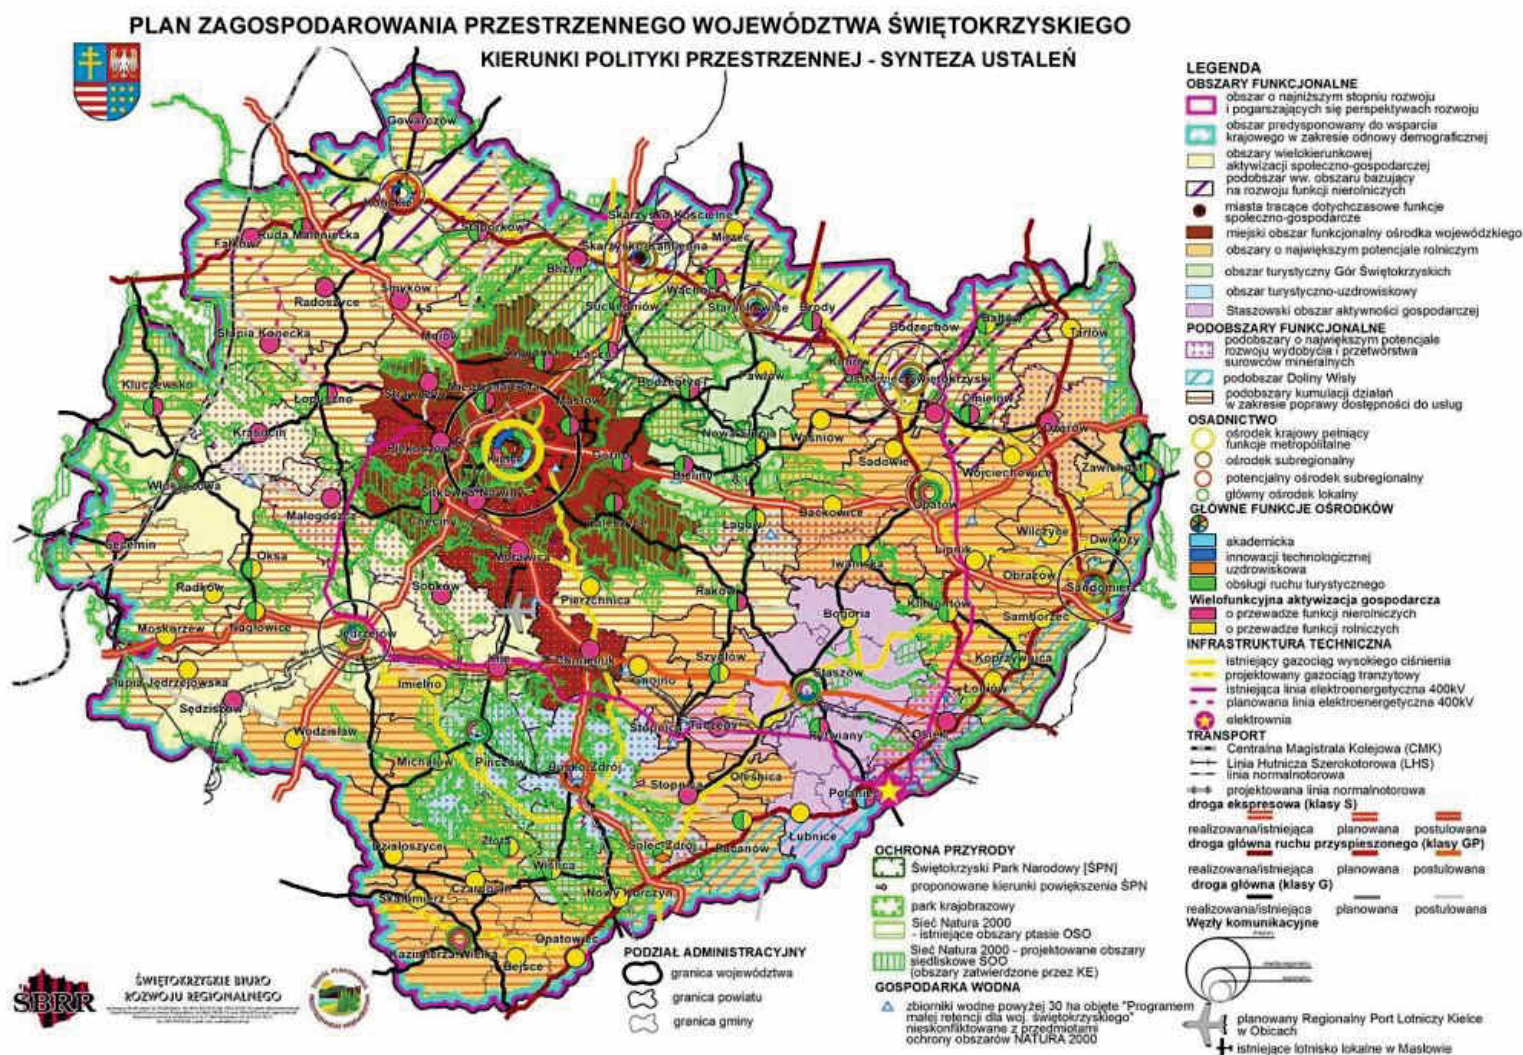 PLAN ZAGOSPODAROWANIA PRZESTRZENNEGO WOJEWÓDZTWA ŚWIĘTOKRZYSKIEGO
KIERUNKI POLITYKI PRZESTRZENNEJ - SYNTEZA USTALEŃ
Gowarczów
Końskie
Fałków
Ruda Maleniecka
Stąporków
Skarżysko Kościelne
Skarżysko-Kamienna
Mirzec
Bliżyn
Radoszyce
Smyków
Suchedniów
Wąchock
Starachowice
Brody
Bodzechów
Bałtów
Tarłów
Słupia Konecka
Mniów
Łączna
Kunów
Ostrowiec Świętokrzyski
Kluczewsko
Łopuszno
Strawczyn
Miedziana Góra
Masłów
Bodzentyn
Pawłów
Ćmielów
Ożarów
Krasocin
Piekoszów
Kielce
Nowa Słupia
Waśniów
Sadowie
Wojciechowice
Zawichost
Włoszczowa
Górno
Bieliny
Sitkówka-Nowiny
Małogoszcz
Chęciny
Daleszyce
Łagów
Baćkowice
Opatów
Wilczyce
Dwikozy
Secemin
Oksa
Morawica
Iwaniska
Lipnik
Obrazów
Sandomierz
Radków
Sobków
Pierzchnica
Raków
Bogoria
Klimontów
Samborzec
Moskorzew
Nagłowice
Jędrzejów
Kije
Chmielnik
Szydłów
Staszów
Koprzywnica
Łoniów
Słupia Jędrzejowska
Imielno
Gnojno
Sędziszów
Wodzisław
Tuczępy
Rytwiany
Osiek
Michałów
Pińczów
Busko-Zdrój
Stopnica
Oleśnica
Połaniec
Łubnice
Działoszyce
Złota
Wiślica
Solec-Zdrój
Pacanów
Czarnocin
Skalbmierz
Nowy Korczyn
Kazimierza Wielka
Opatowiec
Bejsce
LEGENDA
OBSZARY FUNKCJONALNE
obszar o najniższym stopniu rozwoju
i pogarszających się perspektywach rozwoju
obszar predysponowany do wsparcia
krajowego w zakresie odnowy demograficznej
obszary wielokierunkowej
aktywizacji społeczno-gospodarczej
podobszar ww. obszaru bazujący
na rozwoju funkcji nierolniczych
miasta tracące dotychczasowe funkcje
społeczno-gospodarcze
miejski obszar funkcjonalny ośrodka wojewódzkiego
obszary o największym potencjale rolniczym
obszar turystyczny Gór Świętokrzyskich
obszar turystyczno-uzdrowiskowy
Staszowski obszar aktywności gospodarczej
PODOBSZARY FUNKCJONALNE
podobszary o największym potencjale
rozwoju wydobycia i przetwórstwa
surowców mineralnych
podobszar Doliny Wisły
podobszary kumulacji działań
w zakresie poprawy dostępności do usług
OSADNICTWO
ośrodek krajowy pełniący
funkcje metropolitalne
ośrodek subregionalny
potencjalny ośrodek subregionalny
główny ośrodek lokalny
GŁÓWNE FUNKCJE OŚRODKÓW
akademicka
innowacji technologicznej
uzdrowiskowa
obsługi ruchu turystycznego
Wielofunkcyjna aktywizacja gospodarcza
o przewadze funkcji nierolniczych
o przewadze funkcji rolniczych
INFRASTRUKTURA TECHNICZNA
istniejący gazociąg wysokiego ciśnienia
projektowany gazociąg tranzytowy
istniejąca linia elektroenergetyczna 400kV
planowana linia elektroenergetyczna 400kV
elektrownia
TRANSPORT
Centralna Magistrala Kolejowa (CMK)
Linia Hutnicza Szerokotorowa (LHS)
linia normalnotorowa
projektowana linia normalnotorowa
droga ekspresowa (klasy S)
realizowana/istniejąca planowana postulowana
droga główna ruchu przyspieszonego (klasy GP)
realizowana/istniejąca planowana postulowana
droga główna (klasy G)
realizowana/istniejąca planowana postulowana
Węzły komunikacyjne
planowany Regionalny Port Lotniczy Kielce
w Obicach
istniejące lotnisko lokalne w Masłowie
OCHRONA PRZYRODY
Świętokrzyski Park Narodowy [ŚPN]
proponowane kierunki powiększenia ŚPN
park krajobrazowy
Sieć Natura 2000
- istniejące obszary ptasie OSO
Sieć Natura 2000 - projektowane obszary
siedliskowe SOO
(obszary zatwierdzone przez KE)
GOSPODARKA WODNA
zbiorniki wodne powyżej 30 ha objęte "Programem
małej retencji dla woj. świętokrzyskiego"
nieskonfliktowane z przedmiotami
ochrony obszarów NATURA 2000
PODZIAŁ ADMINISTRACYJNY
granica województwa
granica powiatu
granica gminy
ŚBRR
ŚWIĘTOKRZYSKIE BIURO
ROZWOJU REGIONALNEGO